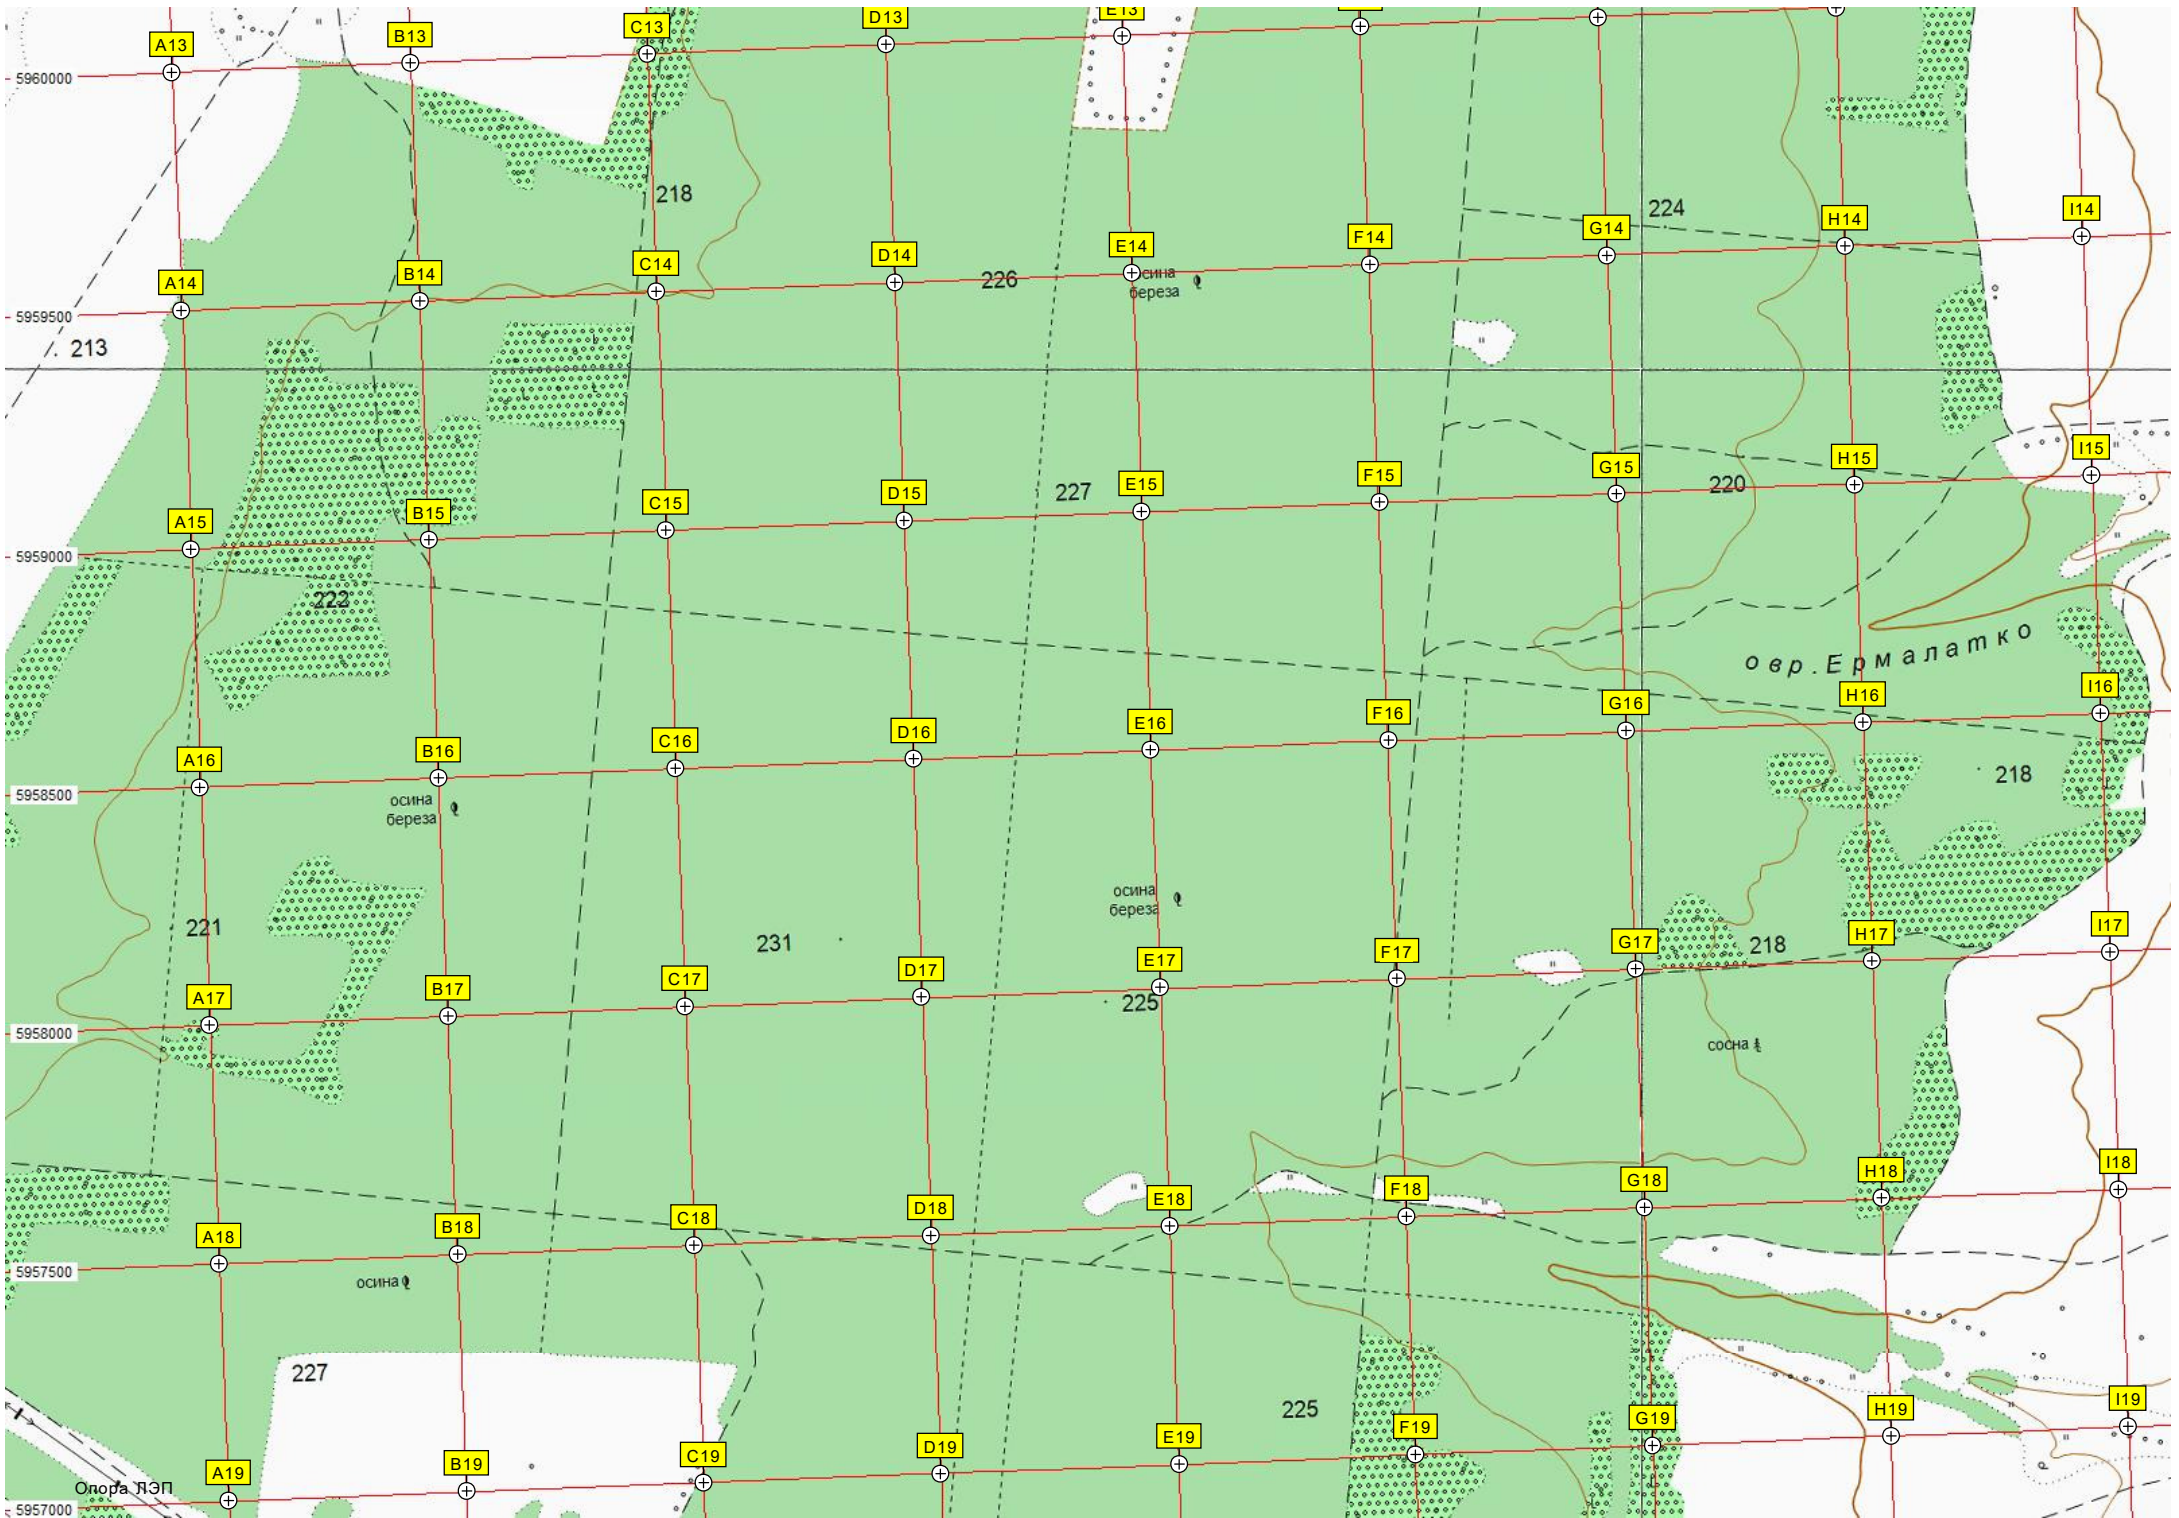 E13
D13
C13
B13
A13
5960000
218
224
I14
H14
G14
F14
E14
D14
C14
B14
A14
осина
береза
226
5959500
213
I15
H15
G15
F15
E15
D15
C15
B15
A15
227
220
5959000
222
овр. Ермалатко
I16
H16
G16
F16
E16
D16
C16
B16
A16
218
5958500
осина
береза
осина
береза
221
231
218
I17
H17
G17
F17
E17
D17
C17
B17
A17
225
5958000
сосна
I18
H18
G18
F18
E18
D18
C18
B18
A18
5957500
осина
227
225
I19
H19
G19
F19
E19
D19
C19
B19
A19
Опора ЛЭП
5957000